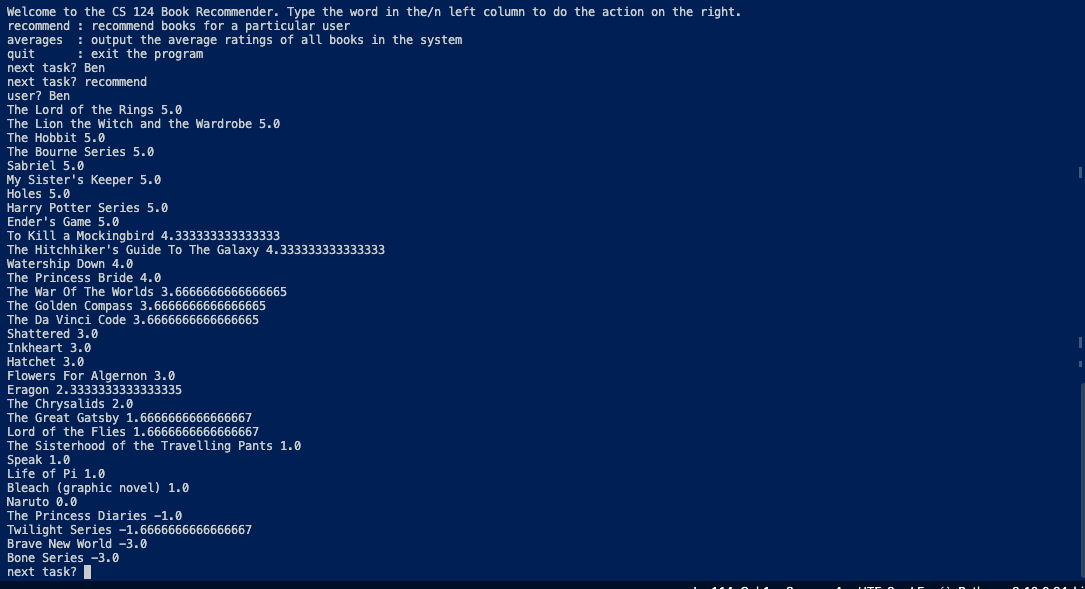 Welcome to the CS 124 Book Recommender. Type the word in the/n left column to do the action on the right.
recommend : recommend books for a particular user
averages  : output the average ratings of all books in the system
quit      : exit the program
next task? Ben
next task? recommend
user? Ben
The Lord of the Rings 5.0
The Lion the Witch and the Wardrobe 5.0
The Hobbit 5.0
The Bourne Series 5.0
Sabriel 5.0
My Sister's Keeper 5.0
Holes 5.0
Harry Potter Series 5.0
Ender's Game 5.0
To Kill a Mockingbird 4.333333333333333
The Hitchhiker's Guide To The Galaxy 4.333333333333333
Watership Down 4.0
The Princess Bride 4.0
The War Of The Worlds 3.6666666666666665
The Golden Compass 3.6666666666666665
The Da Vinci Code 3.6666666666666665
Shattered 3.0
Inkheart 3.0
Hatchet 3.0
Flowers For Algernon 3.0
Eragon 2.3333333333333335
The Chrysalids 2.0
The Great Gatsby 1.6666666666666667
Lord of the Flies 1.6666666666666667
The Sisterhood of the Travelling Pants 1.0
Speak 1.0
Life of Pi 1.0
Bleach (graphic novel) 1.0
Naruto 0.0
The Princess Diaries -1.0
Twilight Series -1.6666666666666667
Brave New World -3.0
Bone Series -3.0
next task?